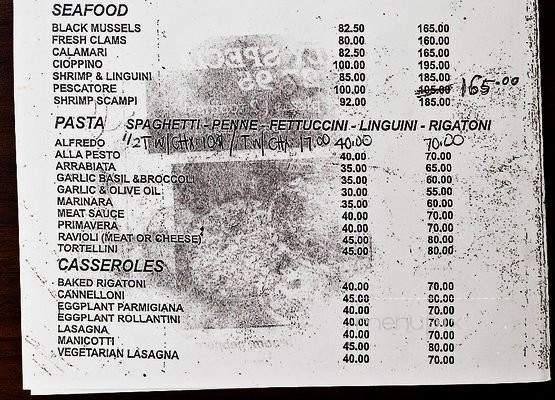 SEAFOOD
BLACK MUSSELS 82.50 165.00
FRESH CLAMS 80.00 160.00
CALAMARI 82.50 165.00
CIOPPINO 100.00 195.00
SHRIMP & LINGUINI 85.00 185.00
PESCATORE 100.00 165.00
SHRIMP SCAMPI 92.00 185.00
PASTA SPAGHETTI - PENNE - FETTUCCINI - LINGUINI - RIGATONI
ALFREDO 40.00 70.00
ALLA PESTO 40.00 70.00
ARRABIATA 35.00 60.00
GARLIC BASIL &BROCCOLI 35.00 60.00
GARLIC & OLIVE OIL 30.00 55.00
MARINARA 35.00 60.00
MEAT SAUCE 40.00 70.00
PRIMAVERA 40.00 70.00
RAVIOLI (MEAT OR CHEESE) 45.00 80.00
TORTELLINI 45.00 80.00
CASSEROLES
BAKED RIGATONI 40.00 70.00
CANNELLONI 45.00 80.00
EGGPLANT PARMIGIANA 40.00 70.00
EGGPLANT ROLLANTINI 40.00 70.00
LASAGNA 40.00 70.00
MANICOTTI 45.00 80.00
VEGETARIAN LASAGNA 40.00 70.00